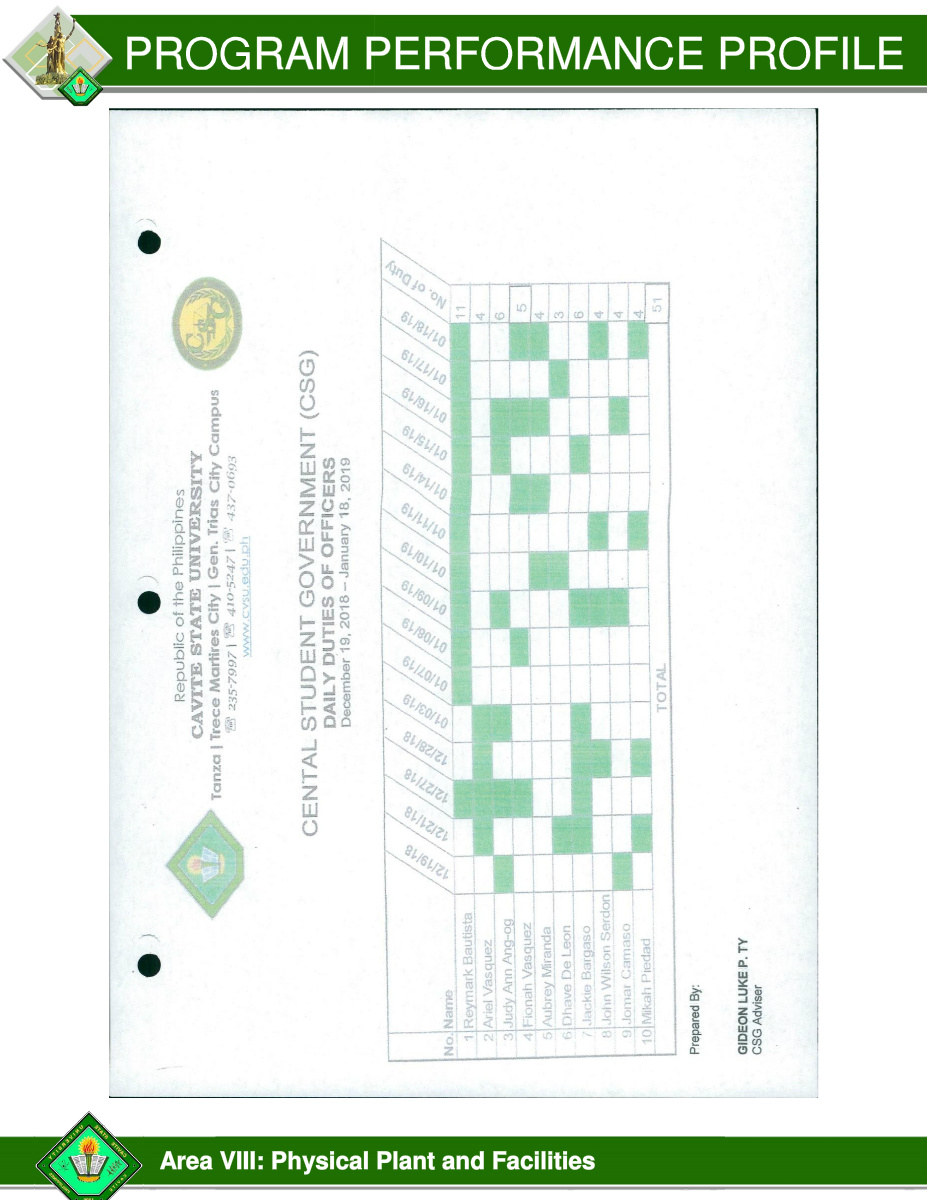 PROGRAM PERFORMANCE PROFILE
Republic of the Philippines
CAVITE STATE UNIVERSITY
Tanza | Trece Martires City | Gen. Trias City Campus
☏ 235-7997 | ☏ 410-5247 | ☏ 437-0693
www.cvsu.edu.ph
CENTAL STUDENT GOVERNMENT (CSG)
DAILY DUTIES OF OFFICERS
December 19, 2018 – January 18, 2019
No. Name 12/19/18 12/21/18 12/27/18 12/28/18 01/03/19 01/07/19 01/08/19 01/09/19 01/10/19 01/11/19 01/14/19 01/15/19 01/18/19 01/17/19 01/18/19 No. of Duty
1 Reymark Bautista 11
2 Ariel Vasquez 4
3 Judy Ann Ang-og 6
4 Fionah Vasquez 5
5 Aubrey Miranda 4
6 Dhave De Leon 3
7 Jackie Bargaso 6
8 John Wilson Serdon 4
9 Jomar Camaso 4
10 Mikah Piedad 4
TOTAL 51
Prepared By:
GIDEON LUKE P. TY
CSG Adviser
Area VIII: Physical Plant and Facilities